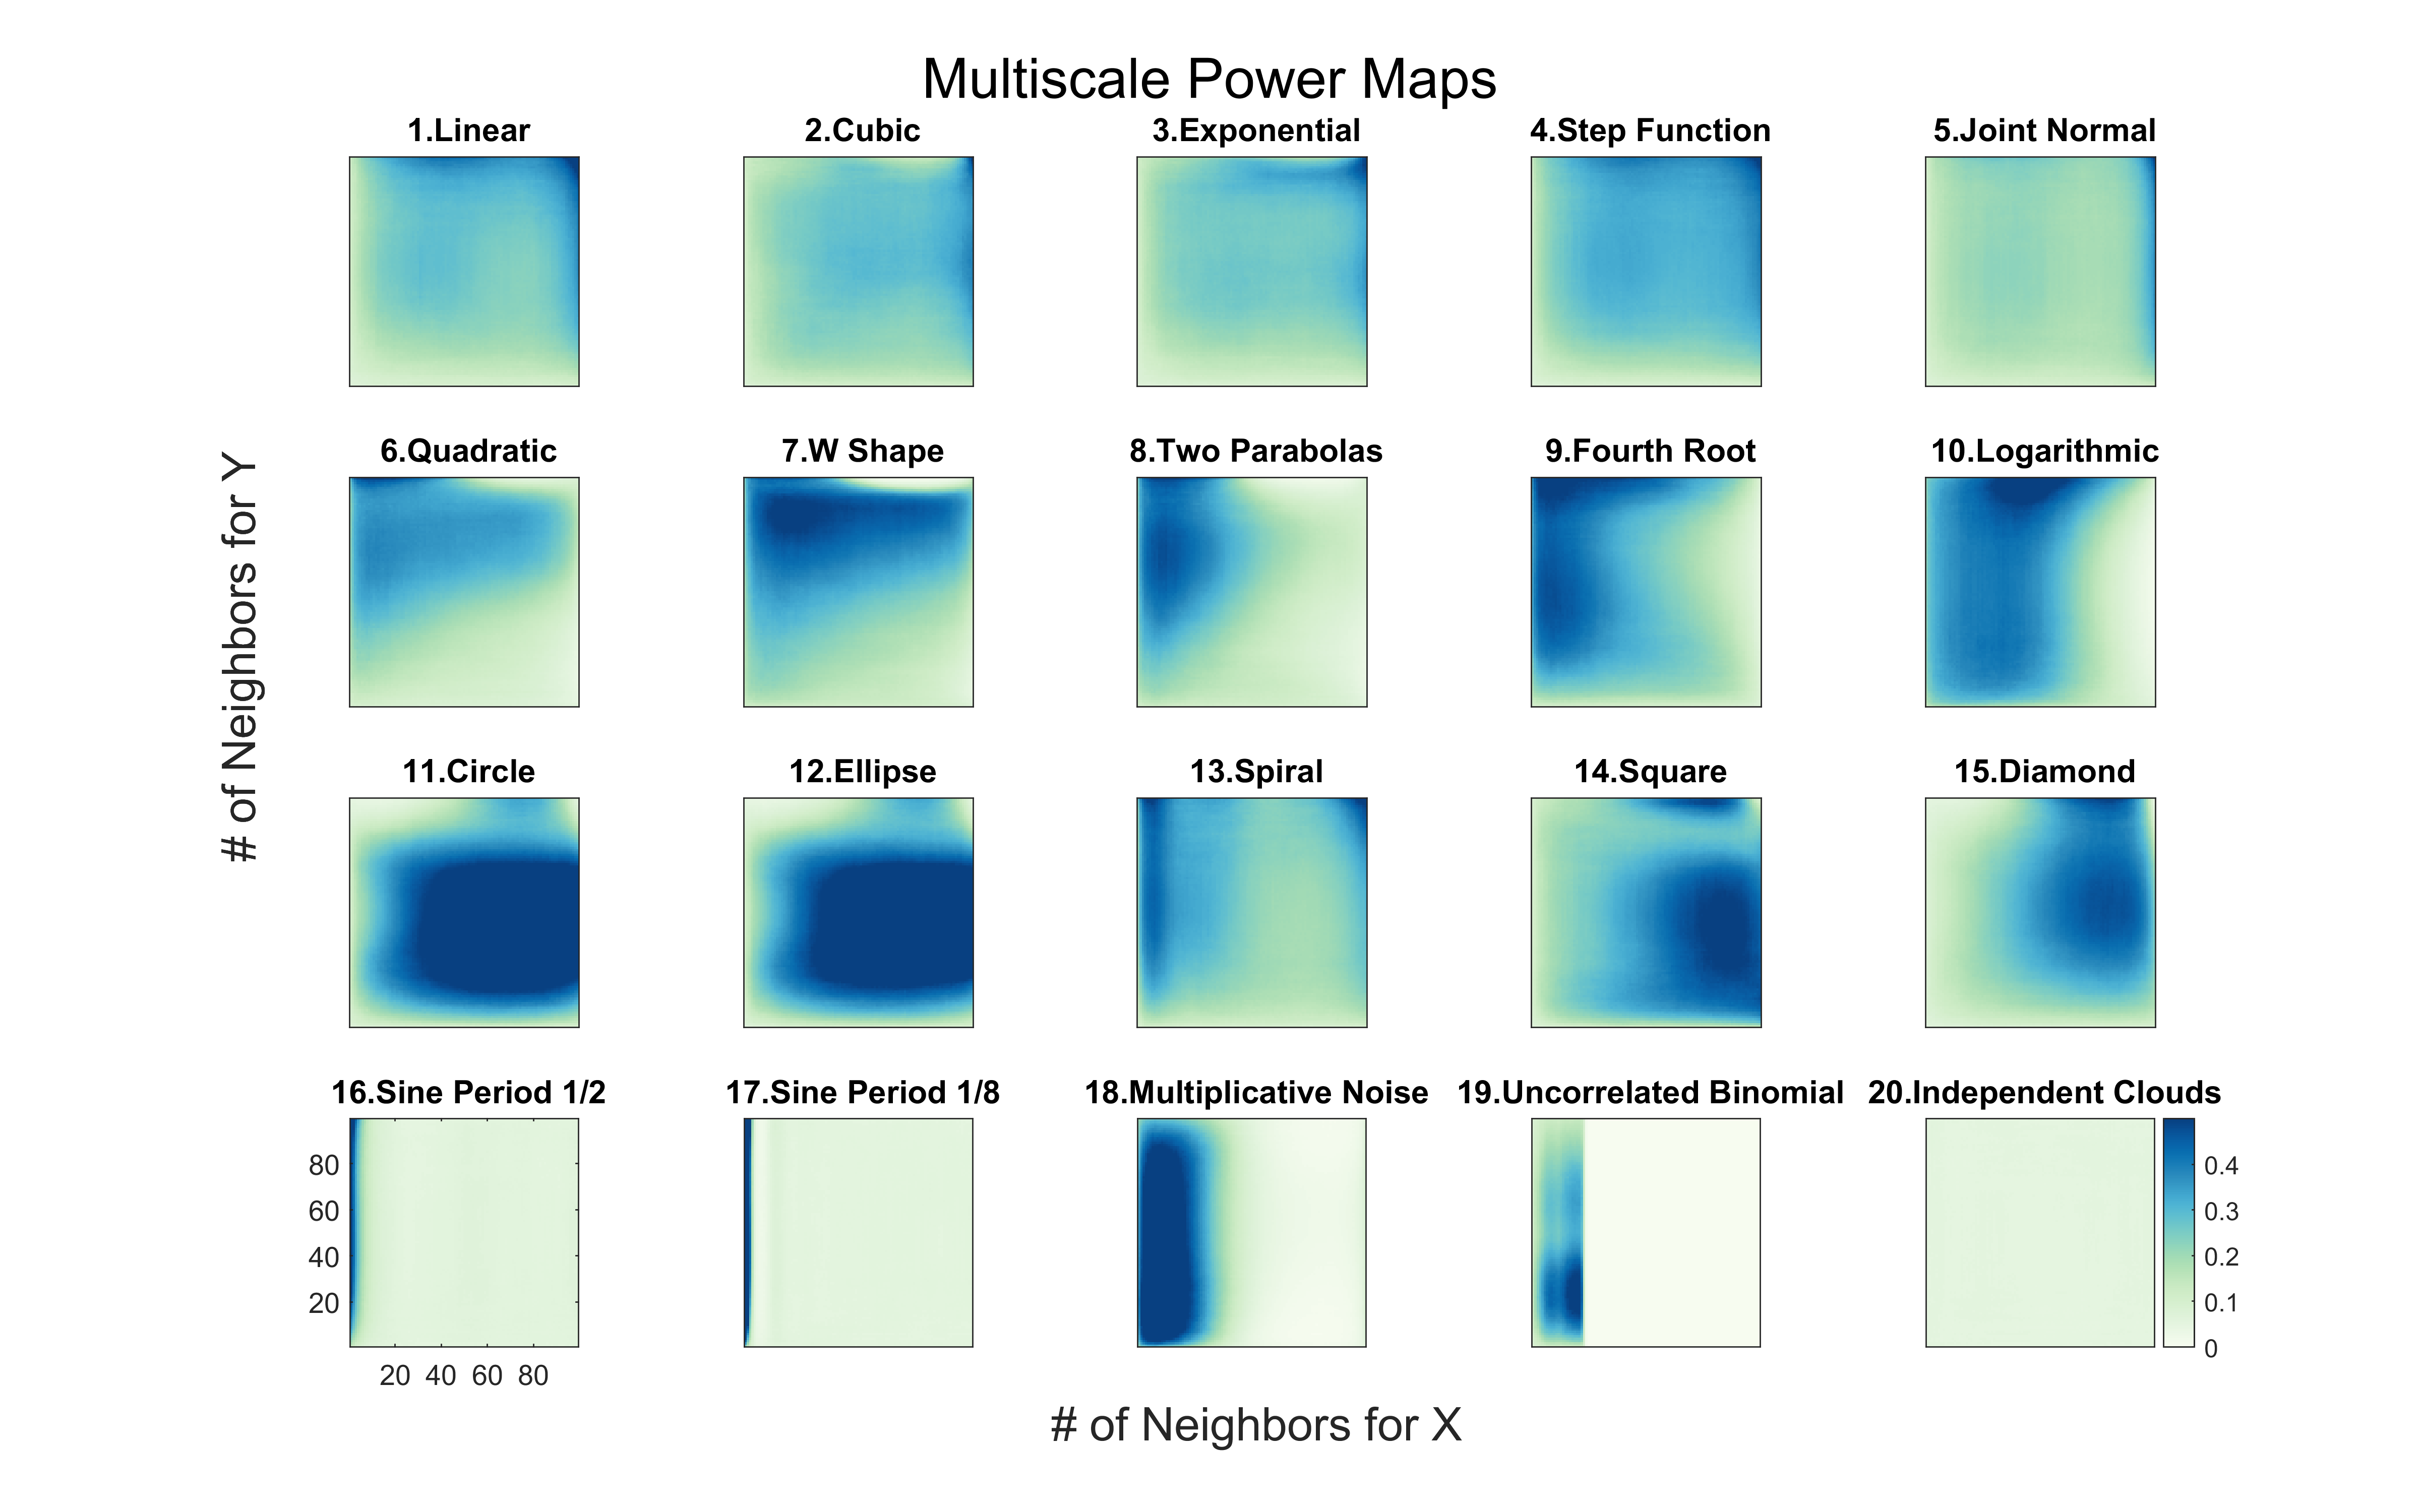 Multiscale Power Maps
1.Linear
2.Cubic
3.Exponential
4.Step Function
5.Joint Normal
# of Neighbors for Y
6.Quadratic
7.W Shape
8.Two Parabolas
9.Fourth Root
10.Logarithmic
11.Circle
12.Ellipse
13.Spiral
14.Square
15.Diamond
16.Sine Period 1/2
17.Sine Period 1/8
18.Multiplicative Noise
19.Uncorrelated Binomial
20.Independent Clouds
80
60
40
20
20 40 60 80
0.4
0.3
0.2
0.1
0
# of Neighbors for X